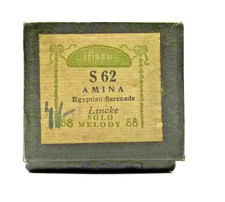 S 62
AMINA
Egyptian Serenade
Lincke
SOLO
MELODY
88 88